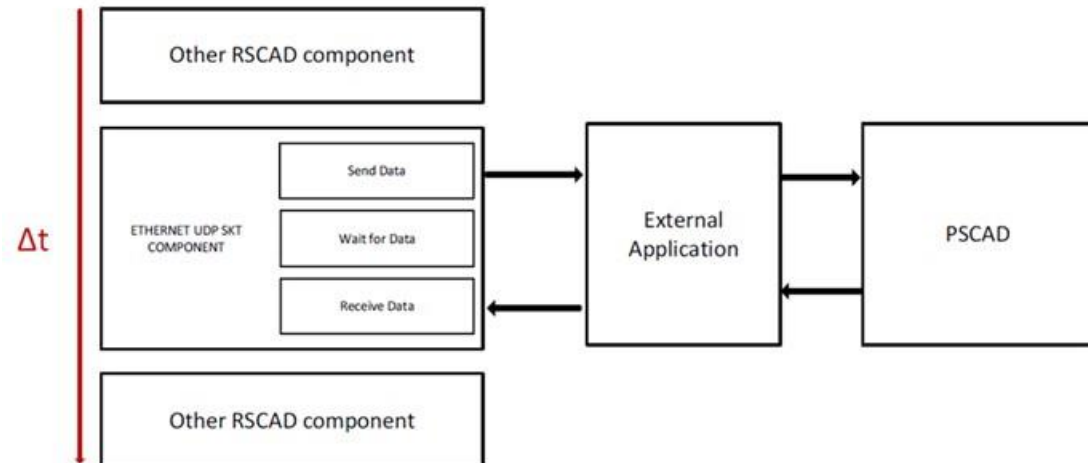 Other RSCAD component
Δt
ETHERNET UDP SKT
COMPONENT
Send Data
Wait for Data
Receive Data
External
Application
PSCAD
Other RSCAD component